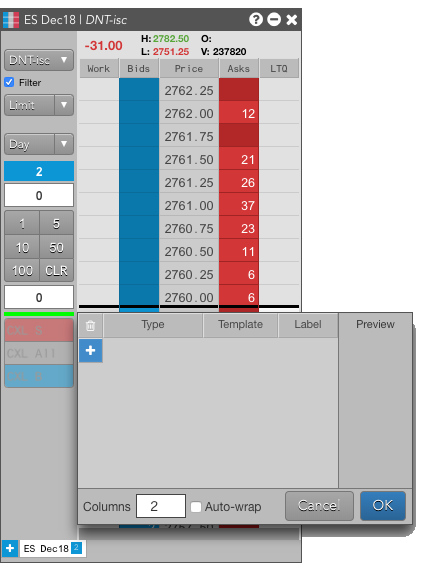 ES Dec18 | DNT-isc
DNT-isc
Filter
Limit
Day
2
0
1 5
10 50
100 CLR
0
CXL S
CXL All
-31.00 H: 2782.50 O:
L: 2751.25 V: 237820
Work Bids Price Asks LTQ
2762.25
2762.00 12
2761.75
2761.50 21
2761.25 26
2761.00 37
2760.75 23
2760.50 11
2760.25 6
2760.00 6
Type Template Label Preview
Columns 2 Auto-wrap Cancel OK
ES Dec18 2